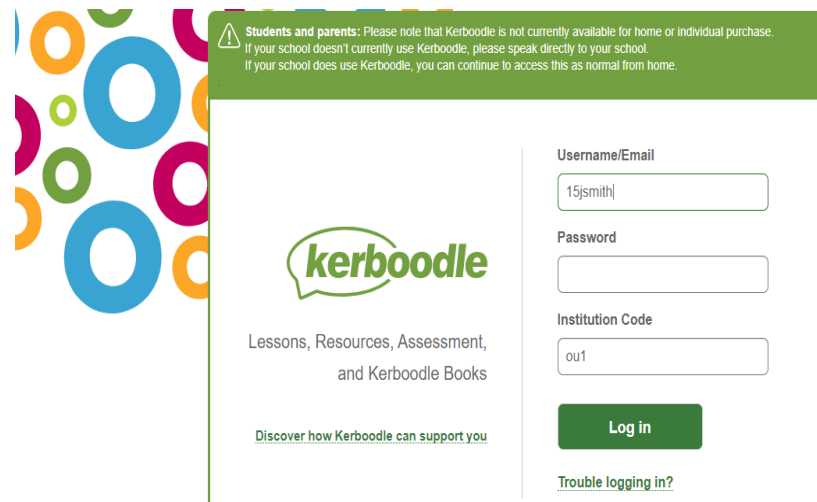 Students and parents: Please note that Kerboodle is not currently available for home or individual purchase.
If your school doesn't currently use Kerboodle, please speak directly to your school.
If your school does use Kerboodle, you can continue to access this as normal from home.
kerboodle
Lessons, Resources, Assessment,
and Kerboodle Books
Discover how Kerboodle can support you
Username/Email
15jsmith
Password
Institution Code
ou1
Log in
Trouble logging in?